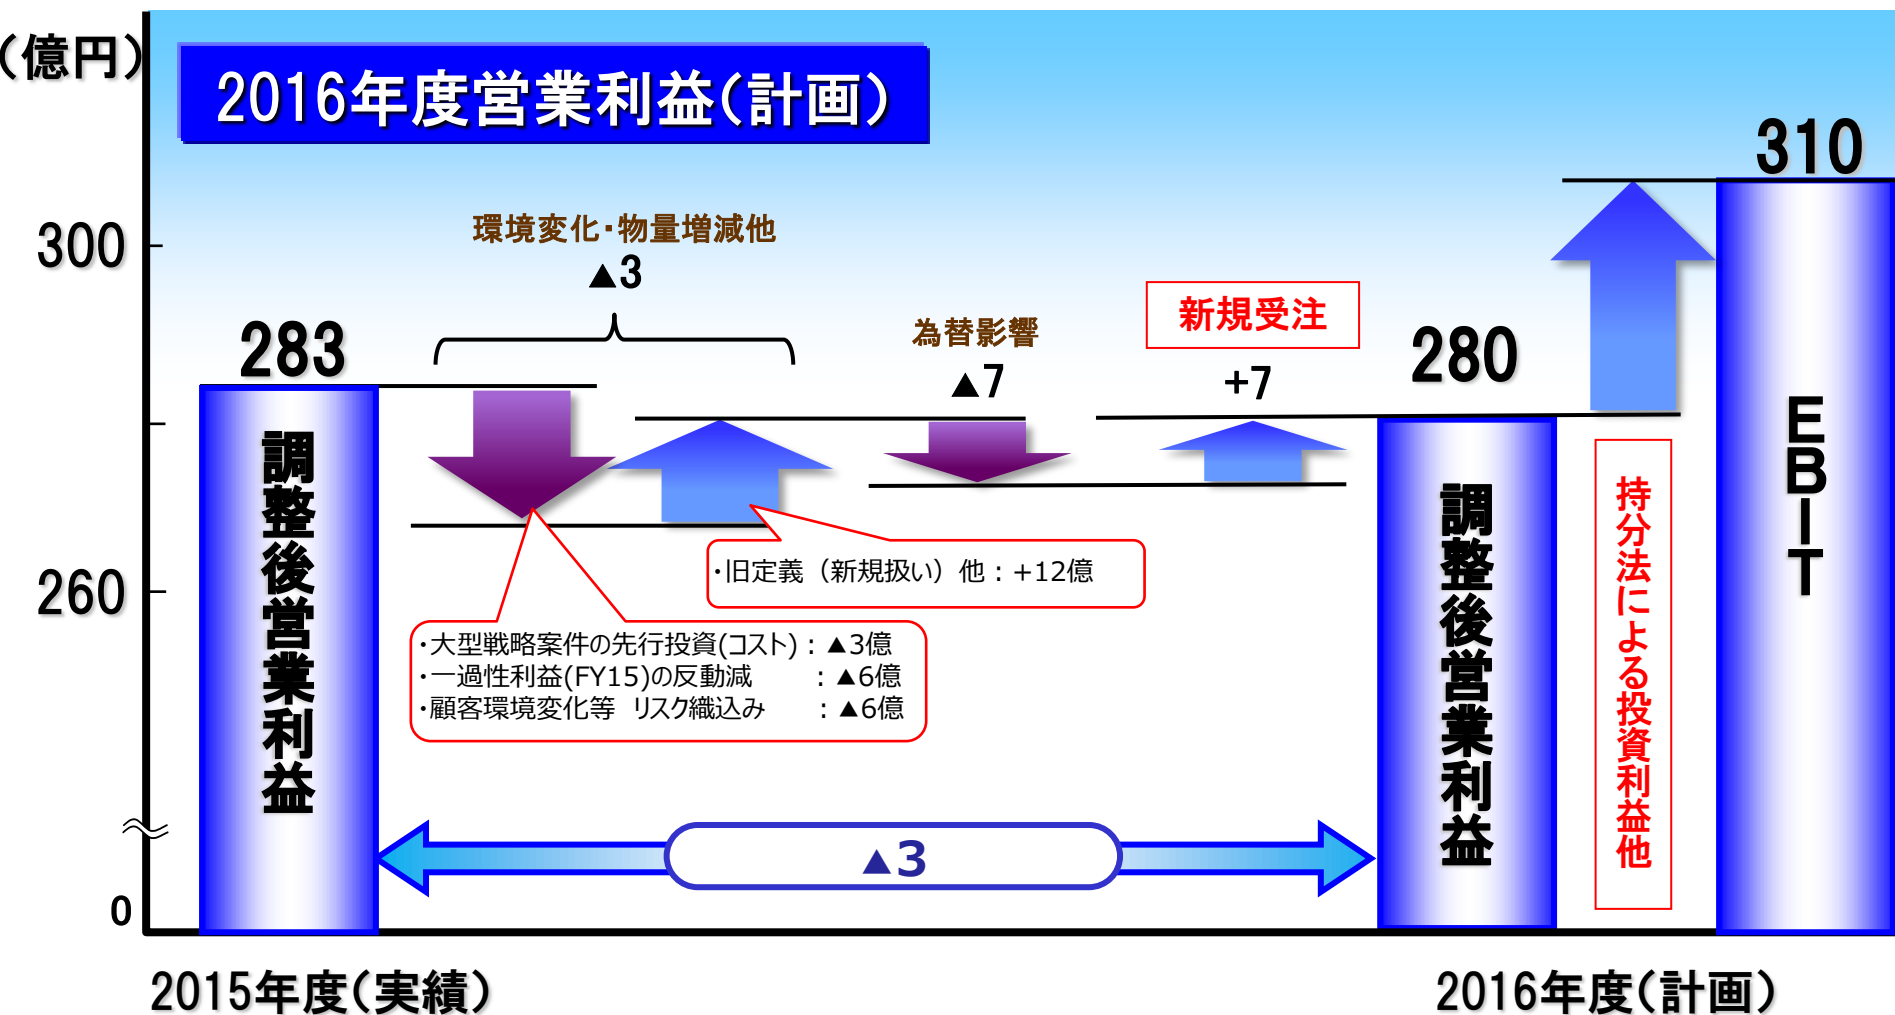 (億円)
2016年度営業利益(計画)
310
300
環境変化・物量増減他
▲3
新規受注
為替影響
283
280
▲7
+7
260
調整後営業利益
・旧定義（新規扱い）他：+12億
・大型戦略案件の先行投資(コスト)：▲3億
・一過性利益(FY15)の反動減　　：▲6億
・顧客環境変化等　リスク織込み　　：▲6億
調整後営業利益
持分法による投資利益他
EBIT
▲3
0
2015年度(実績)
2016年度(計画)